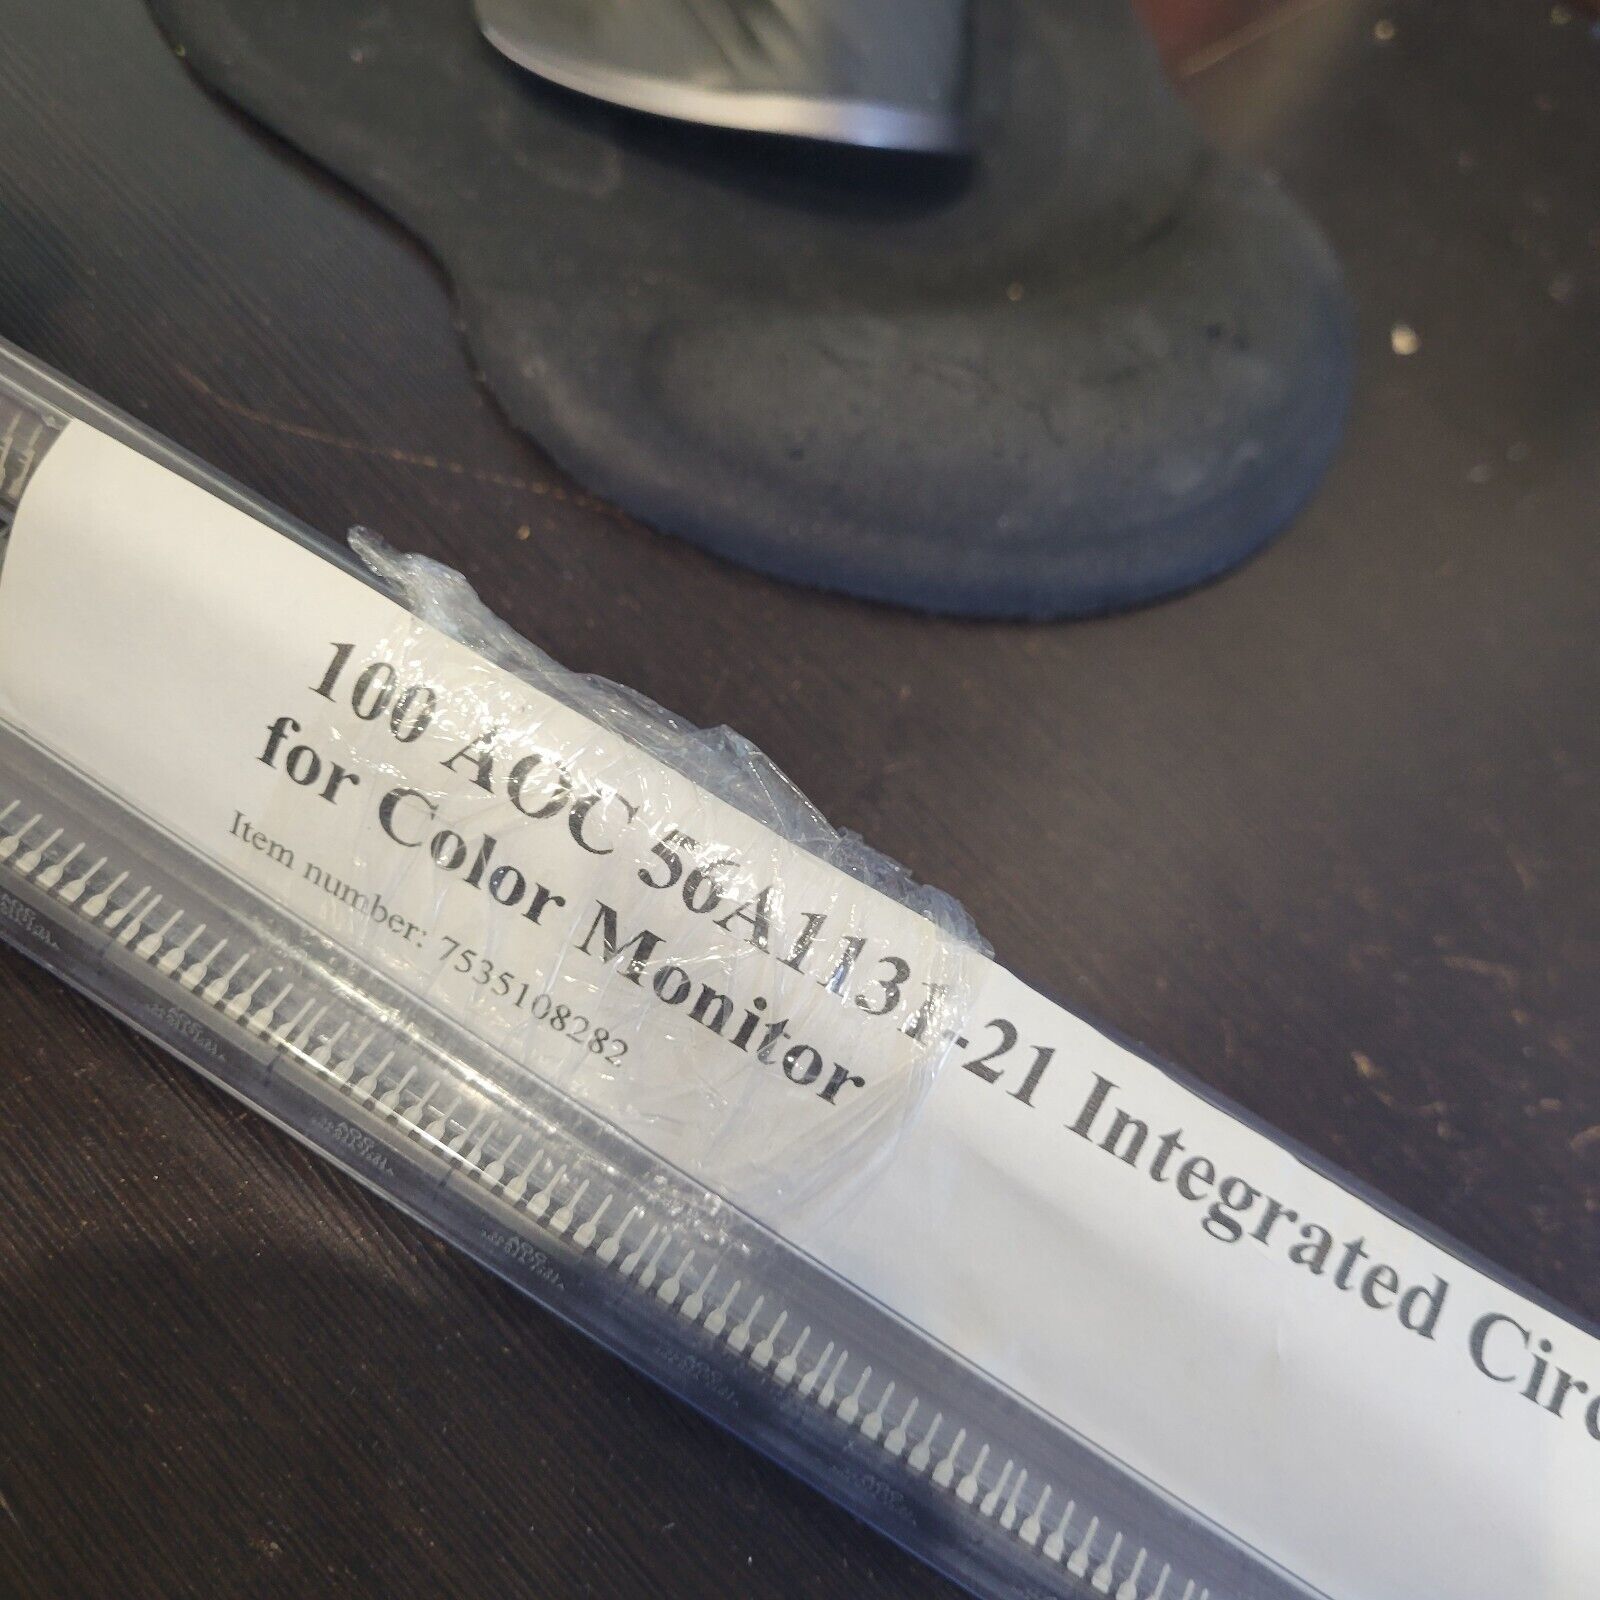 100 AOC 56A1131-21 Integrated Circ
for Color Monitor
Item number: 7535108282